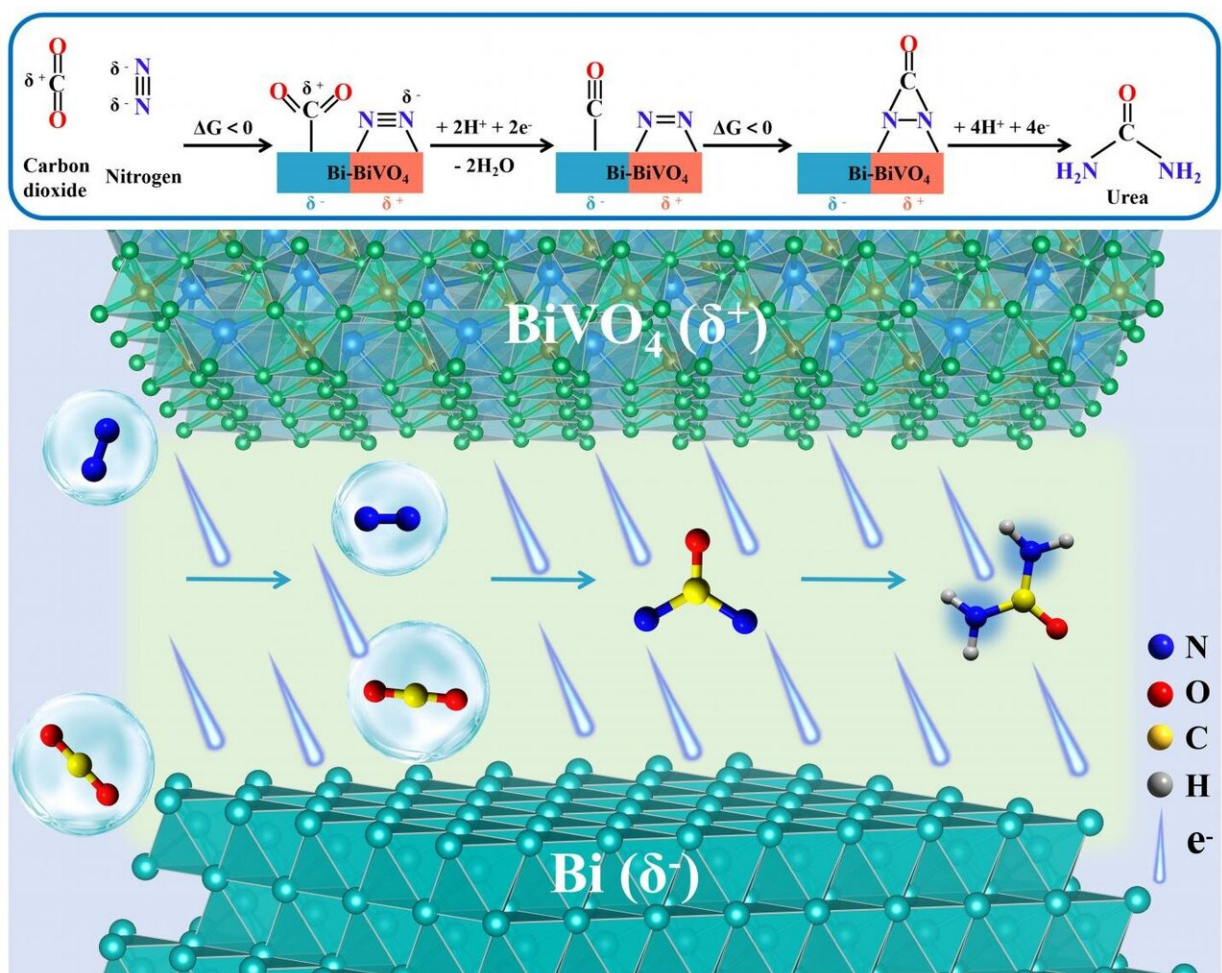 O O
δ⁺ C δ⁻ N δ⁺ O O δ⁻ O C O
O δ⁻ N C N≡N C N=N N–N C
ΔG < 0 + 2H⁺ + 2e⁻ ΔG < 0 + 4H⁺ + 4e⁻
- 2H₂O H₂N NH₂
Carbon dioxide Nitrogen Bi-BiVO₄ Bi-BiVO₄ Bi-BiVO₄ Urea
δ⁻ δ⁺ δ⁻ δ⁺ δ⁻ δ⁺
BiVO₄ (δ⁺)
N
O
C
H
e⁻
Bi (δ⁻)